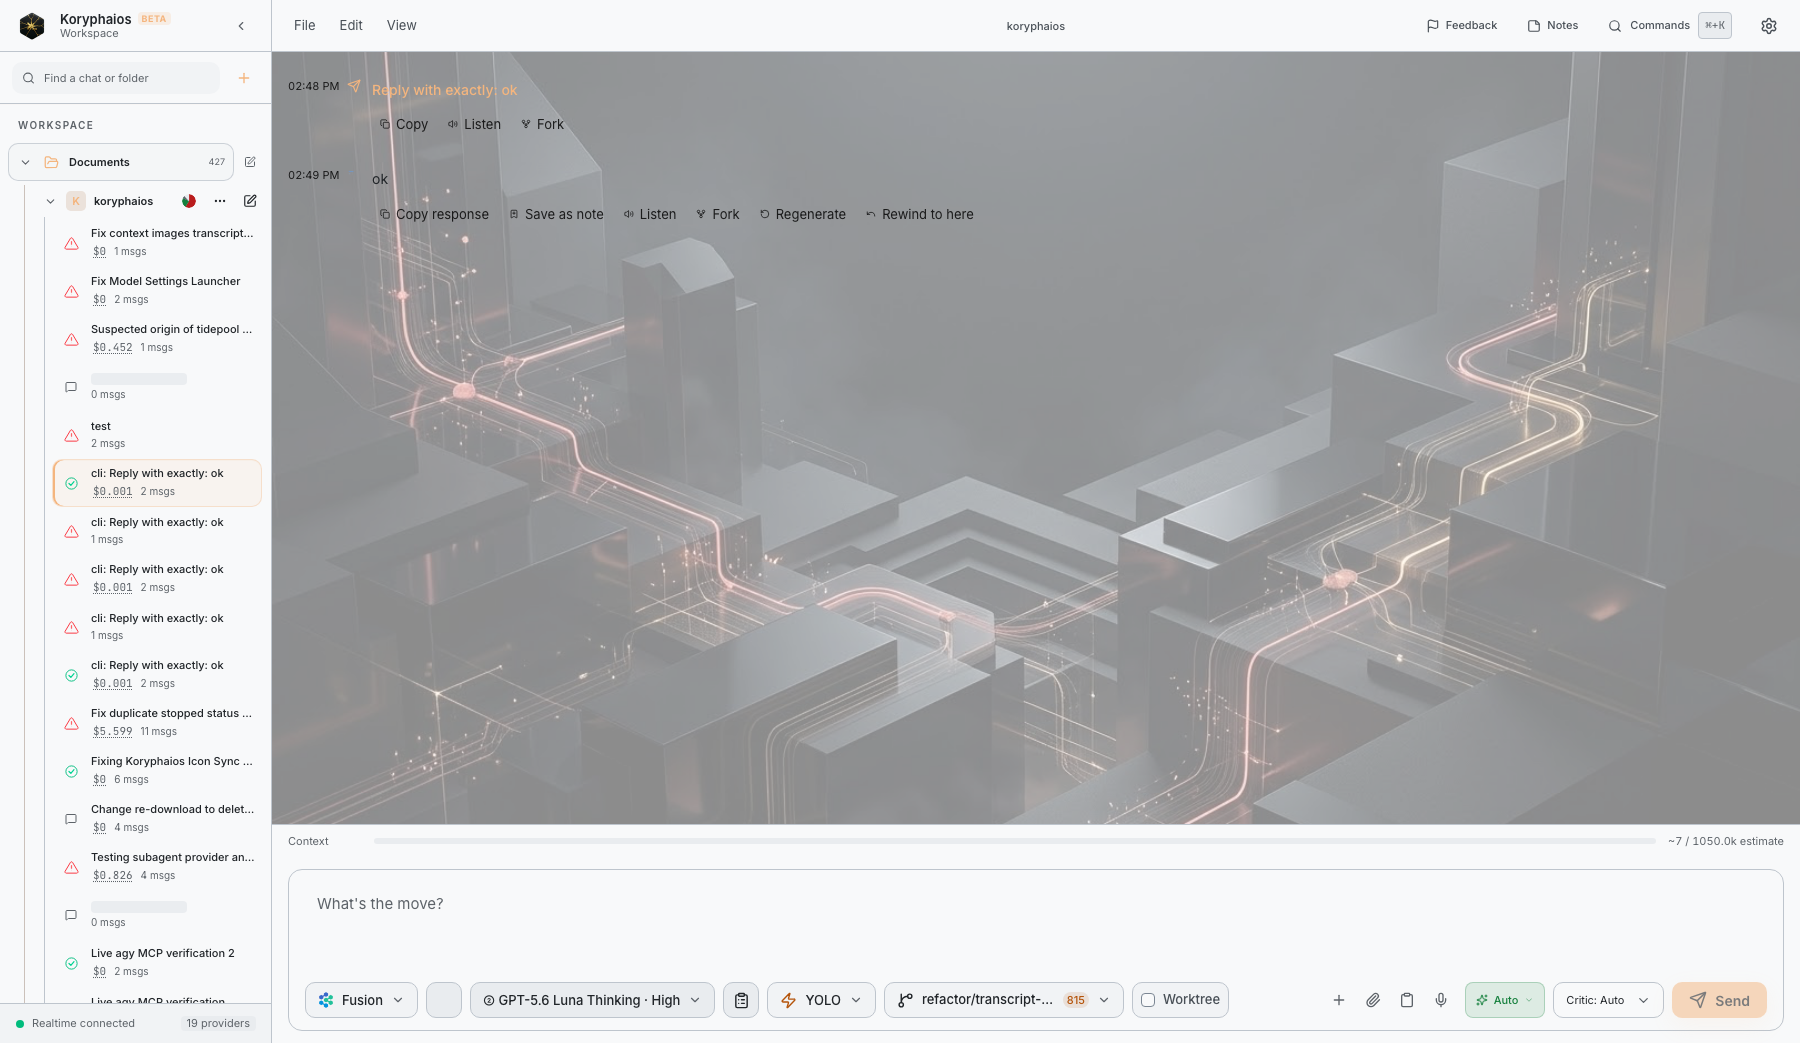 Koryphaios BETA
Workspace
File Edit View
koryphaios
Feedback Notes Commands ⌘+K
Find a chat or folder
WORKSPACE
Documents 427
K koryphaios
Fix context images transcript...
$0 1 msgs
Fix Model Settings Launcher
$0 2 msgs
Suspected origin of tidepool ...
$0.452 1 msgs
0 msgs
test
2 msgs
cli: Reply with exactly: ok
$0.001 2 msgs
cli: Reply with exactly: ok
1 msgs
cli: Reply with exactly: ok
$0.001 2 msgs
cli: Reply with exactly: ok
1 msgs
cli: Reply with exactly: ok
$0.001 2 msgs
Fix duplicate stopped status ...
$5.599 11 msgs
Fixing Koryphaios Icon Sync ...
$0 6 msgs
Change re-download to delet...
$0 4 msgs
Testing subagent provider an...
$0.826 4 msgs
0 msgs
Live agy MCP verification 2
$0 2 msgs
Live agy MCP verification
Realtime connected 19 providers
02:48 PM Reply with exactly: ok
Copy Listen Fork
02:49 PM ok
Copy response Save as note Listen Fork Regenerate Rewind to here
Context ~7 / 1050.0k estimate
What's the move?
Fusion GPT-5.6 Luna Thinking · High YOLO refactor/transcript-... 815 Worktree Auto Critic: Auto Send